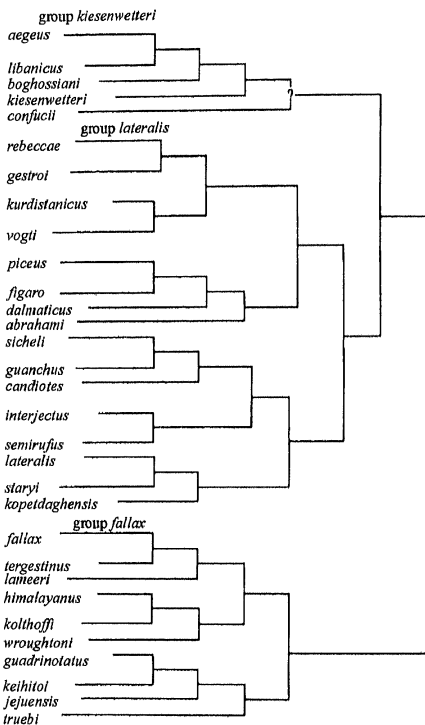 group kiesenwetteri
aegeus
libanicus
boghossiani
kiesenwetteri
?
confucii
group lateralis
rebeccae
gestroi
kurdistanicus
vogti
piceus
figaro
dalmaticus
abrahami
sicheli
guanchus
candiotes
interjectus
semirufus
lateralis
staryi
kopetdaghensis
group fallax
fallax
tergestinus
lameeri
himalayanus
kolthoffi
wroughtoni
guadrinotatus
keihitol
jejuensis
truebi